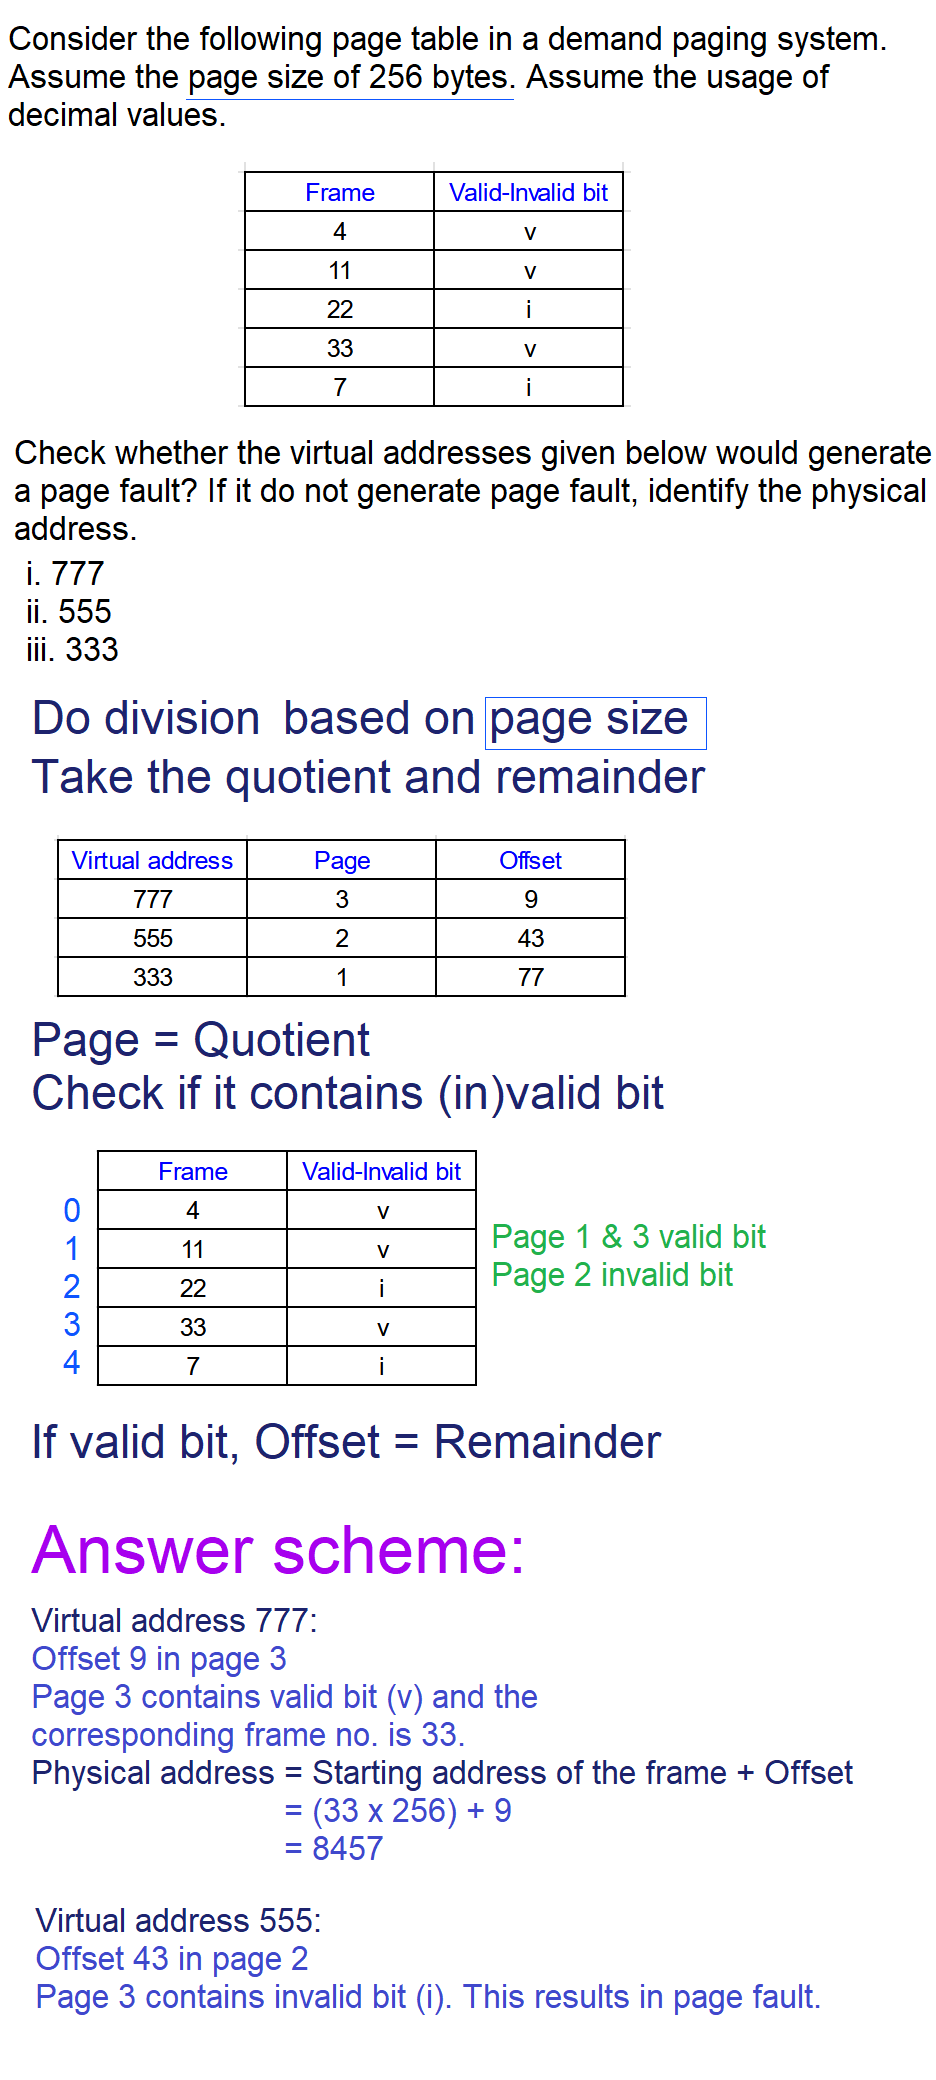 Consider the following page table in a demand paging system.
Assume the page size of 256 bytes. Assume the usage of
decimal values.
Frame Valid-Invalid bit
4 v
11 v
22 i
33 v
7 i
Check whether the virtual addresses given below would generate
a page fault? If it do not generate page fault, identify the physical
address.
i. 777
ii. 555
iii. 333
Do division based on page size
Take the quotient and remainder
Virtual address Page Offset
777 3 9
555 2 43
333 1 77
Page = Quotient
Check if it contains (in)valid bit
Frame Valid-Invalid bit
0 4 v
1 11 v
2 22 i
3 33 v
4 7 i
Page 1 & 3 valid bit
Page 2 invalid bit
If valid bit, Offset = Remainder
Answer scheme:
Virtual address 777:
Offset 9 in page 3
Page 3 contains valid bit (v) and the
corresponding frame no. is 33.
Physical address = Starting address of the frame + Offset
= (33 x 256) + 9
= 8457
Virtual address 555:
Offset 43 in page 2
Page 3 contains invalid bit (i). This results in page fault.